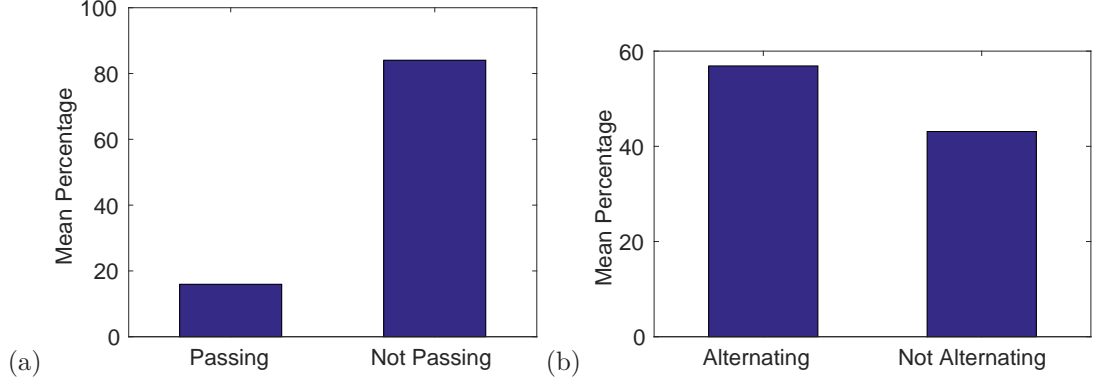 Mean Percentage
100
80
60
40
20
0
Passing
Not Passing
(a)
Mean Percentage
60
40
20
0
Alternating
Not Alternating
(b)